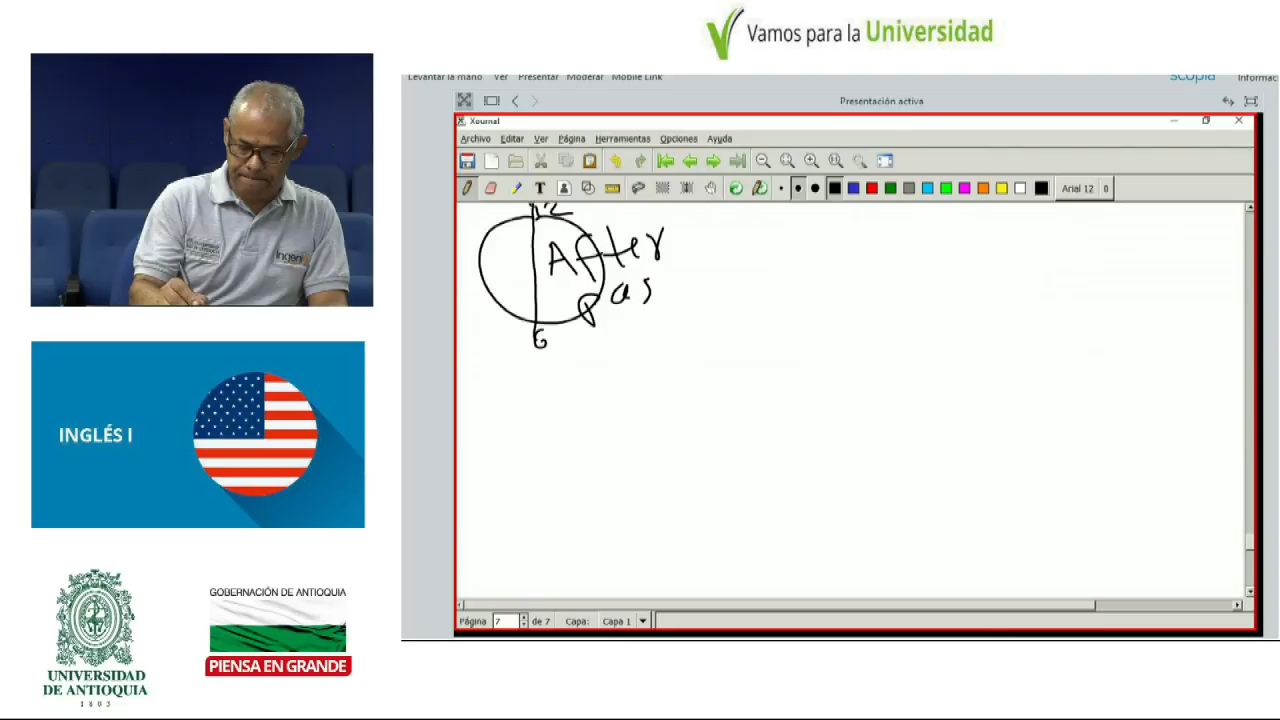 Vamos para la Universidad
Levantar la mano Ver Presentar Moderar Mobile Link
scopia
Informac
Presentación activa
Xournal
Archivo Editar Ver Página Herramientas Opciones Ayuda
T
Arial 12
12
After
Pas
6
INGLÉS I
GOBERNACIÓN DE ANTIOQUIA
PIENSA EN GRANDE
UNIVERSIDAD
DE ANTIOQUIA
1803
Página 7 de 7 Capa: Capa 1